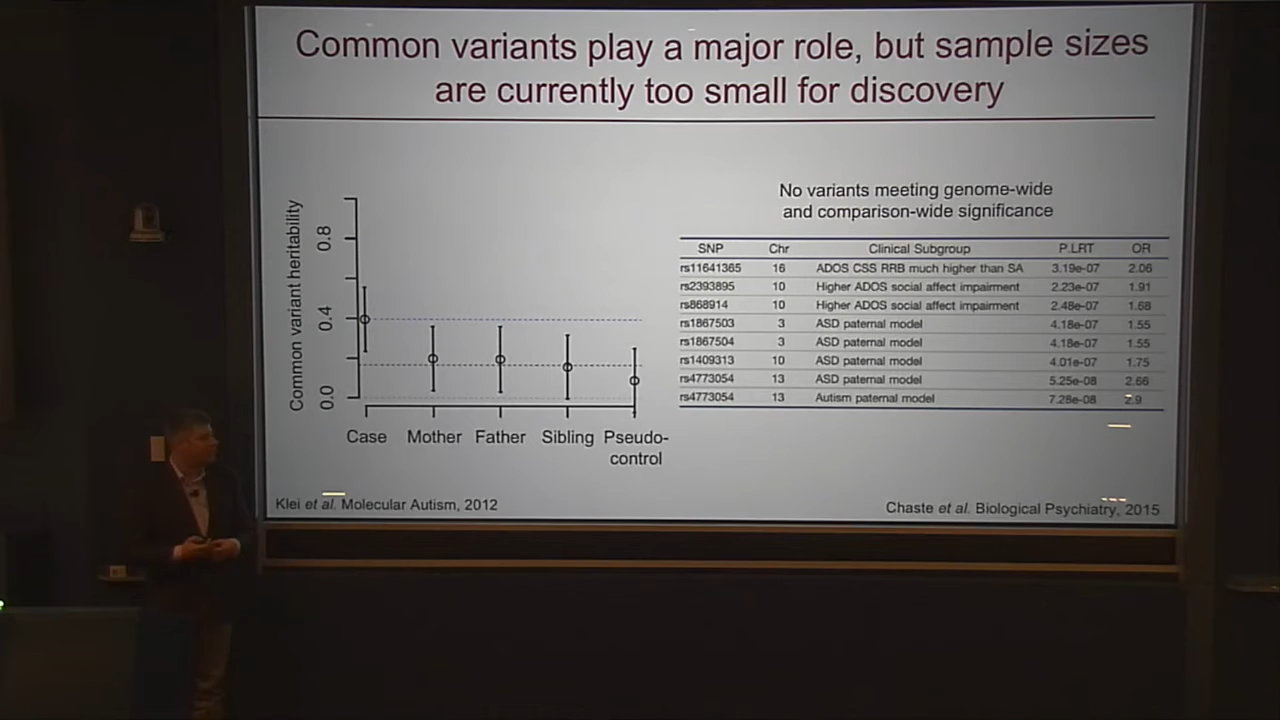 Common variants play a major role, but sample sizes
are currently too small for discovery
Common variant heritability
0.8
0.4
0.0
Case Mother Father Sibling Pseudo-
control
Klei et al. Molecular Autism, 2012
No variants meeting genome-wide
and comparison-wide significance
SNP Chr Clinical Subgroup P.LRT OR
rs11641365 16 ADOS CSS RRB much higher than SA 3.19e-07 2.06
rs2393895 10 Higher ADOS social affect impairment 2.23e-07 1.91
rs868914 10 Higher ADOS social affect impairment 2.48e-07 1.68
rs1867503 3 ASD paternal model 4.18e-07 1.55
rs1867504 3 ASD paternal model 4.18e-07 1.55
rs1409313 10 ASD paternal model 4.01e-07 1.75
rs4773054 13 ASD paternal model 5.25e-08 2.66
rs4773054 13 Autism paternal model 7.28e-08 2.9
Chaste et al. Biological Psychiatry, 2015